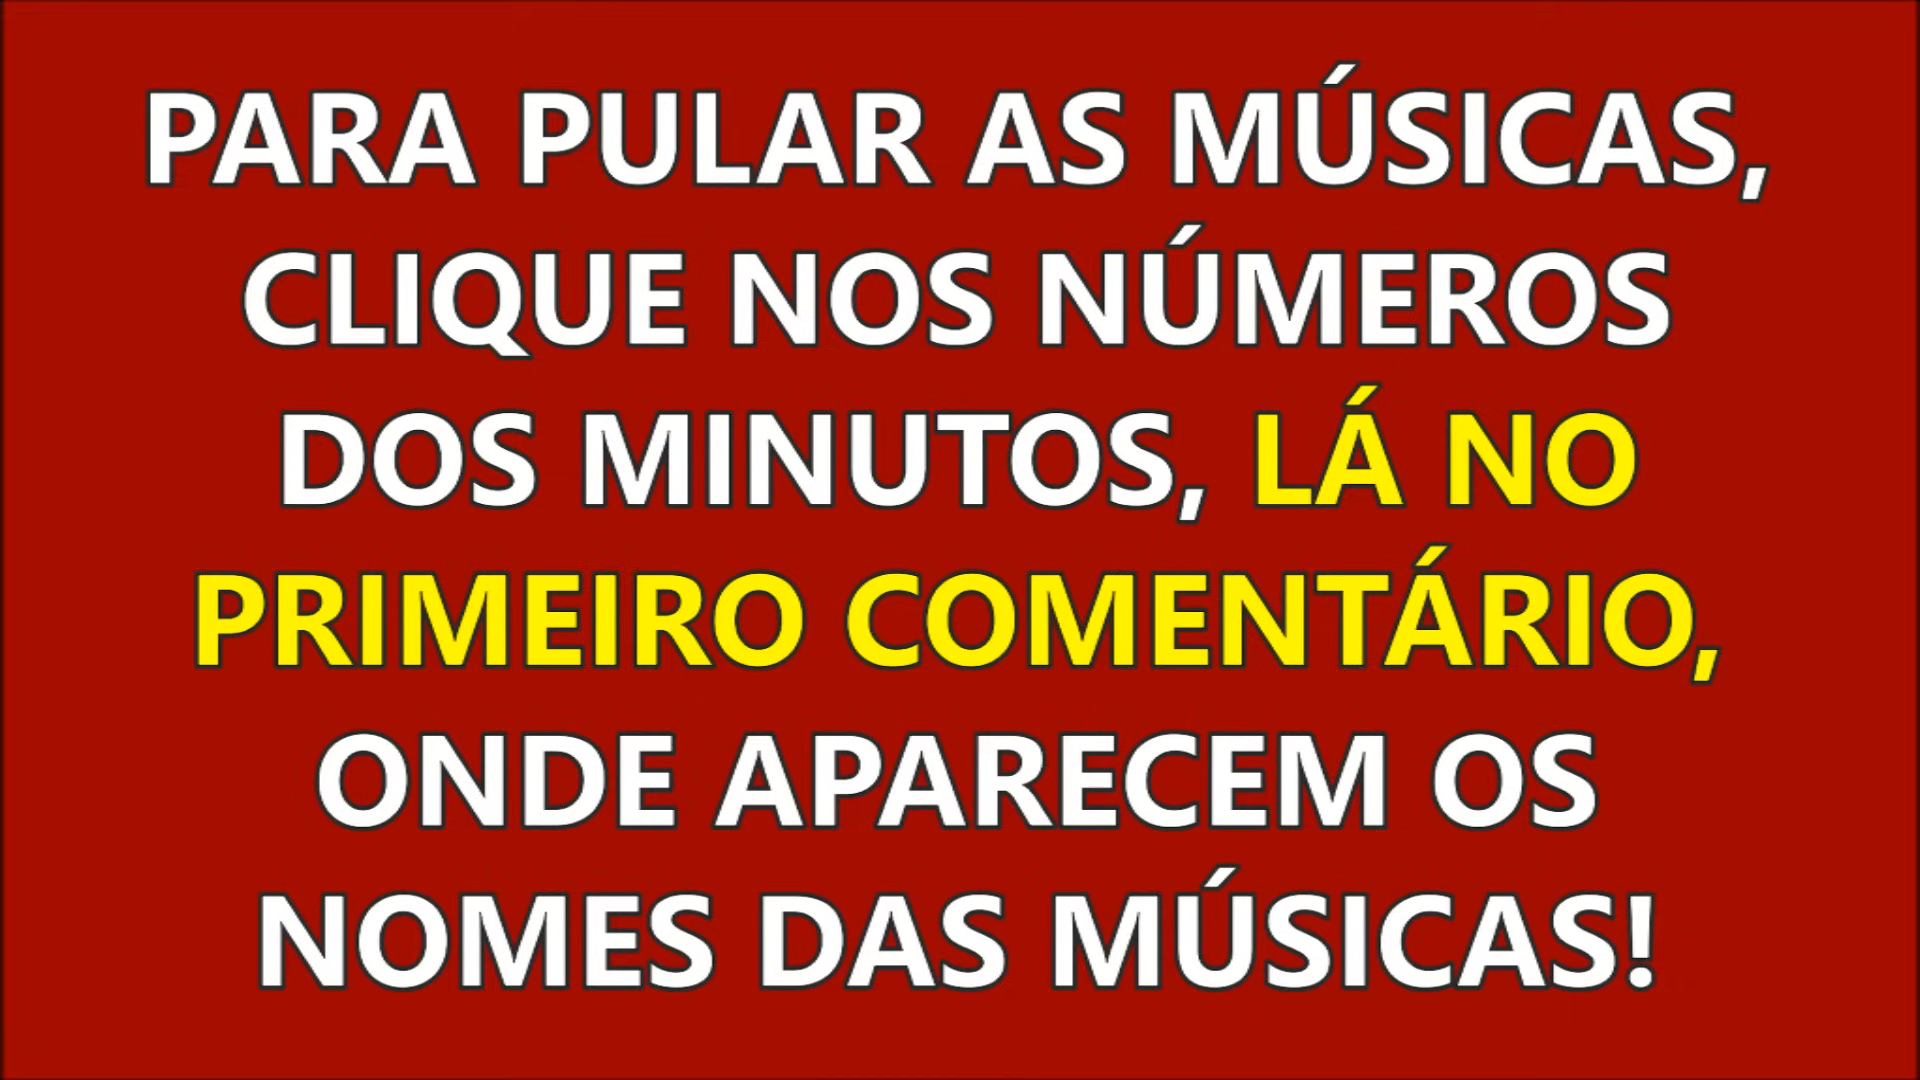 PARA PULAR AS MÚSICAS,
CLIQUE NOS NÚMEROS
DOS MINUTOS, LÁ NO
PRIMEIRO COMENTÁRIO,
ONDE APARECEM OS
NOMES DAS MÚSICAS!